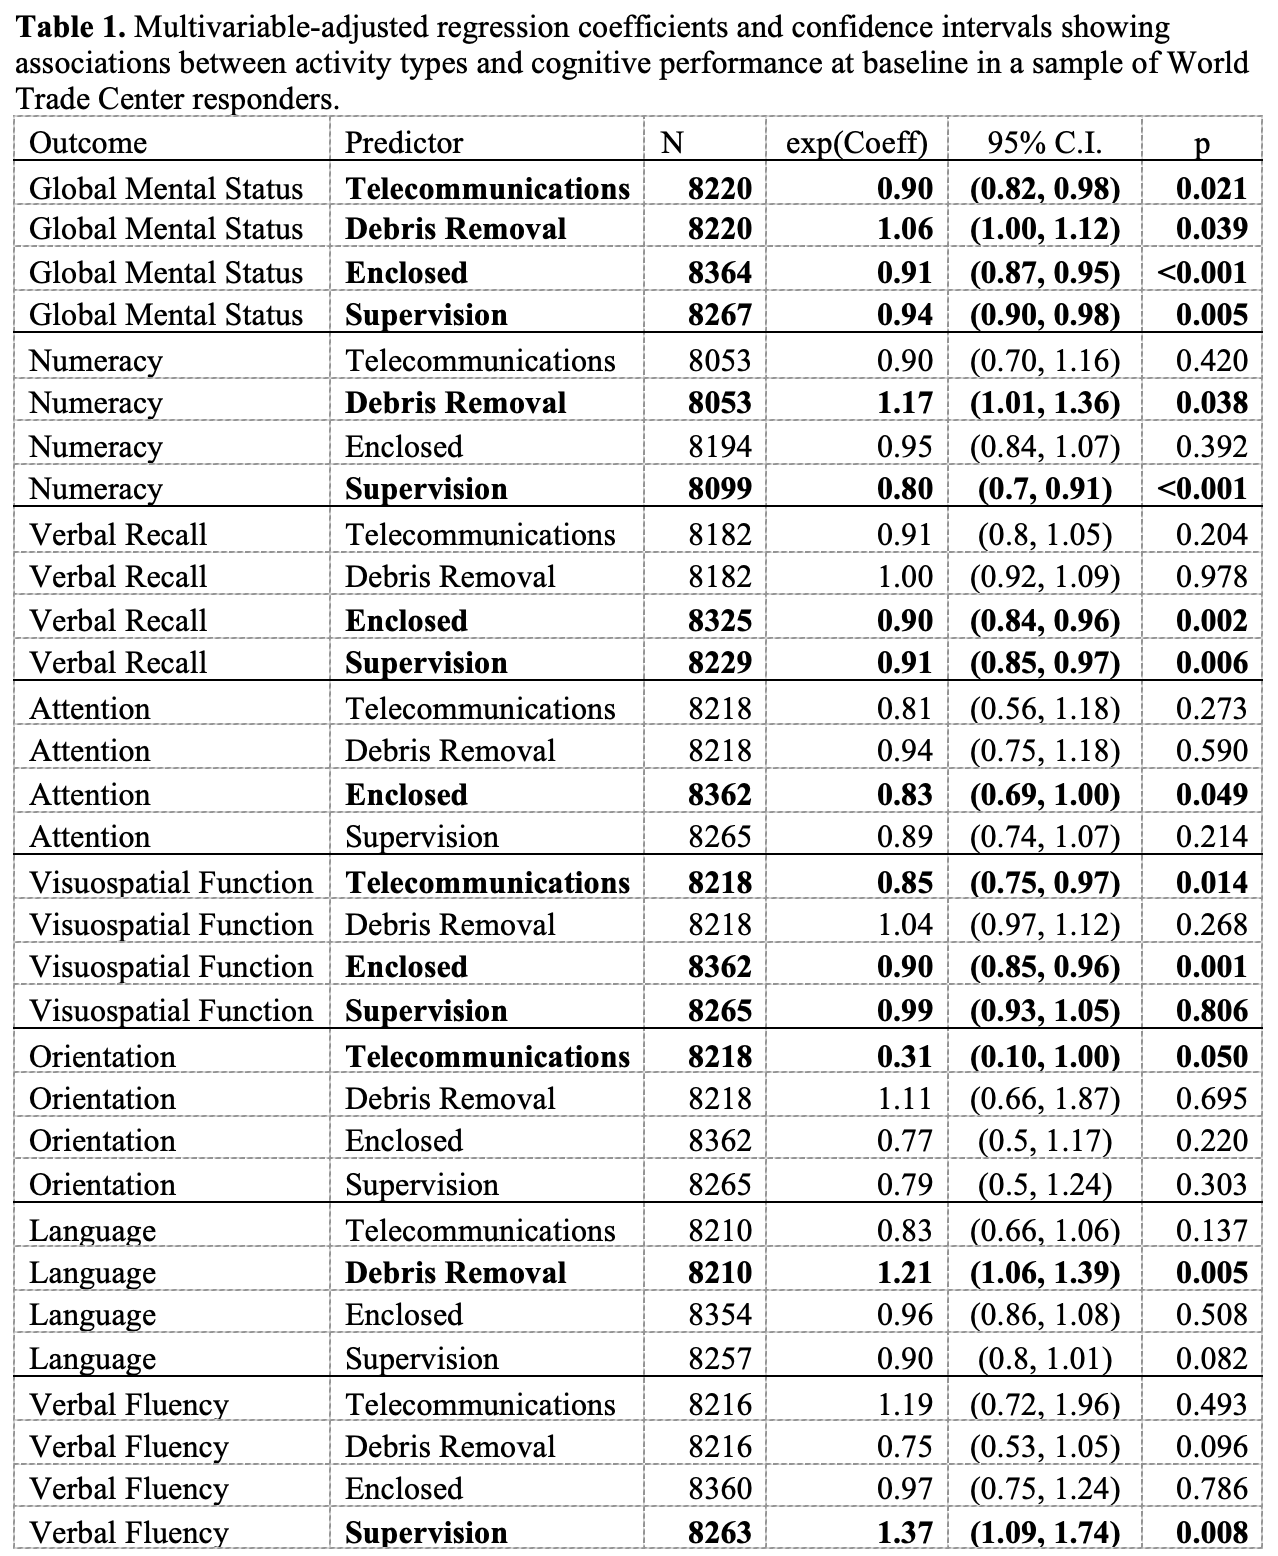 Table 1. Multivariable-adjusted regression coefficients and confidence intervals showing
associations between activity types and cognitive performance at baseline in a sample of World
Trade Center responders.
Outcome Predictor N exp(Coeff) 95% C.I. p
Global Mental Status Telecommunications 8220 0.90 (0.82, 0.98) 0.021
Global Mental Status Debris Removal 8220 1.06 (1.00, 1.12) 0.039
Global Mental Status Enclosed 8364 0.91 (0.87, 0.95) <0.001
Global Mental Status Supervision 8267 0.94 (0.90, 0.98) 0.005
Numeracy Telecommunications 8053 0.90 (0.70, 1.16) 0.420
Numeracy Debris Removal 8053 1.17 (1.01, 1.36) 0.038
Numeracy Enclosed 8194 0.95 (0.84, 1.07) 0.392
Numeracy Supervision 8099 0.80 (0.7, 0.91) <0.001
Verbal Recall Telecommunications 8182 0.91 (0.8, 1.05) 0.204
Verbal Recall Debris Removal 8182 1.00 (0.92, 1.09) 0.978
Verbal Recall Enclosed 8325 0.90 (0.84, 0.96) 0.002
Verbal Recall Supervision 8229 0.91 (0.85, 0.97) 0.006
Attention Telecommunications 8218 0.81 (0.56, 1.18) 0.273
Attention Debris Removal 8218 0.94 (0.75, 1.18) 0.590
Attention Enclosed 8362 0.83 (0.69, 1.00) 0.049
Attention Supervision 8265 0.89 (0.74, 1.07) 0.214
Visuospatial Function Telecommunications 8218 0.85 (0.75, 0.97) 0.014
Visuospatial Function Debris Removal 8218 1.04 (0.97, 1.12) 0.268
Visuospatial Function Enclosed 8362 0.90 (0.85, 0.96) 0.001
Visuospatial Function Supervision 8265 0.99 (0.93, 1.05) 0.806
Orientation Telecommunications 8218 0.31 (0.10, 1.00) 0.050
Orientation Debris Removal 8218 1.11 (0.66, 1.87) 0.695
Orientation Enclosed 8362 0.77 (0.5, 1.17) 0.220
Orientation Supervision 8265 0.79 (0.5, 1.24) 0.303
Language Telecommunications 8210 0.83 (0.66, 1.06) 0.137
Language Debris Removal 8210 1.21 (1.06, 1.39) 0.005
Language Enclosed 8354 0.96 (0.86, 1.08) 0.508
Language Supervision 8257 0.90 (0.8, 1.01) 0.082
Verbal Fluency Telecommunications 8216 1.19 (0.72, 1.96) 0.493
Verbal Fluency Debris Removal 8216 0.75 (0.53, 1.05) 0.096
Verbal Fluency Enclosed 8360 0.97 (0.75, 1.24) 0.786
Verbal Fluency Supervision 8263 1.37 (1.09, 1.74) 0.008